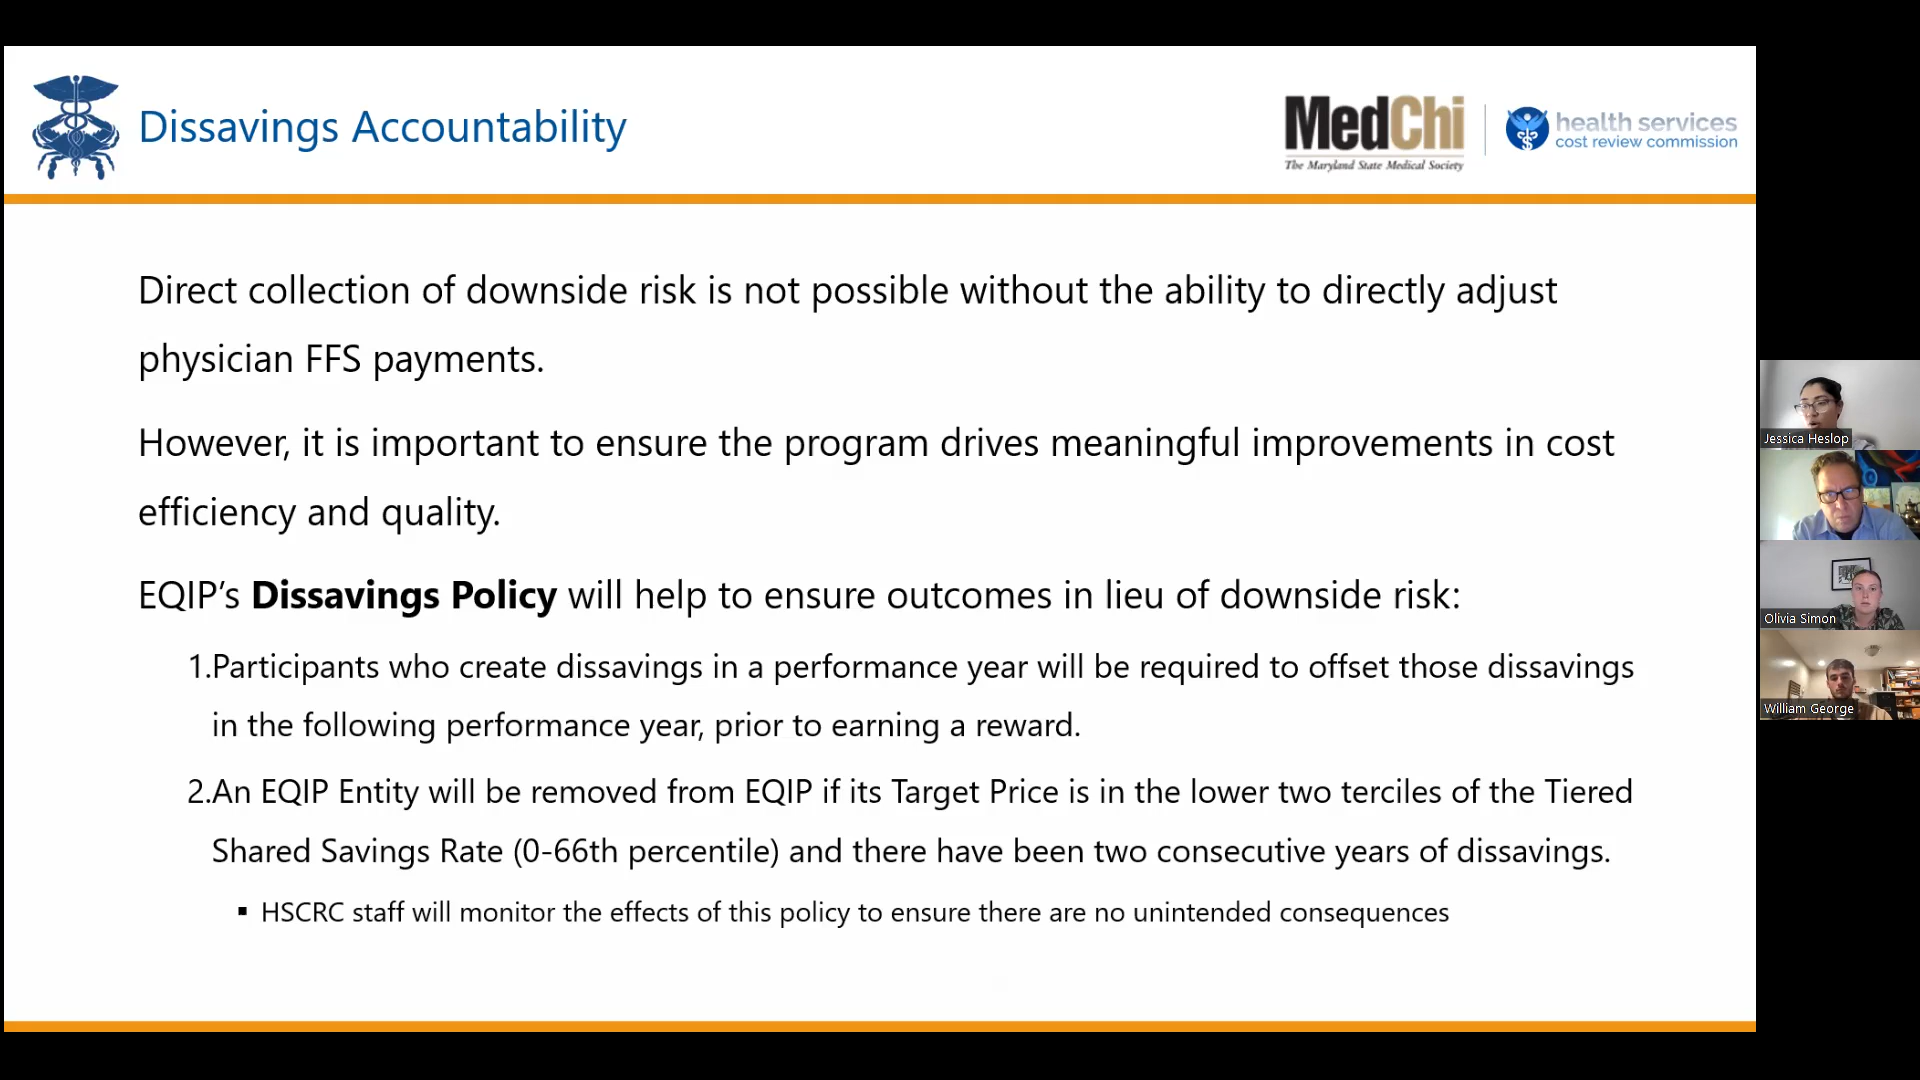 Dissavings Accountability
MedChi
The Maryland State Medical Society
health services
cost review commission
Direct collection of downside risk is not possible without the ability to directly adjust
physician FFS payments.
However, it is important to ensure the program drives meaningful improvements in cost
efficiency and quality.
EQIP's Dissavings Policy will help to ensure outcomes in lieu of downside risk:
1.Participants who create dissavings in a performance year will be required to offset those dissavings
in the following performance year, prior to earning a reward.
2.An EQIP Entity will be removed from EQIP if its Target Price is in the lower two terciles of the Tiered
Shared Savings Rate (0-66th percentile) and there have been two consecutive years of dissavings.
▪ HSCRC staff will monitor the effects of this policy to ensure there are no unintended consequences
Jessica Heslop
Olivia Simon
William George